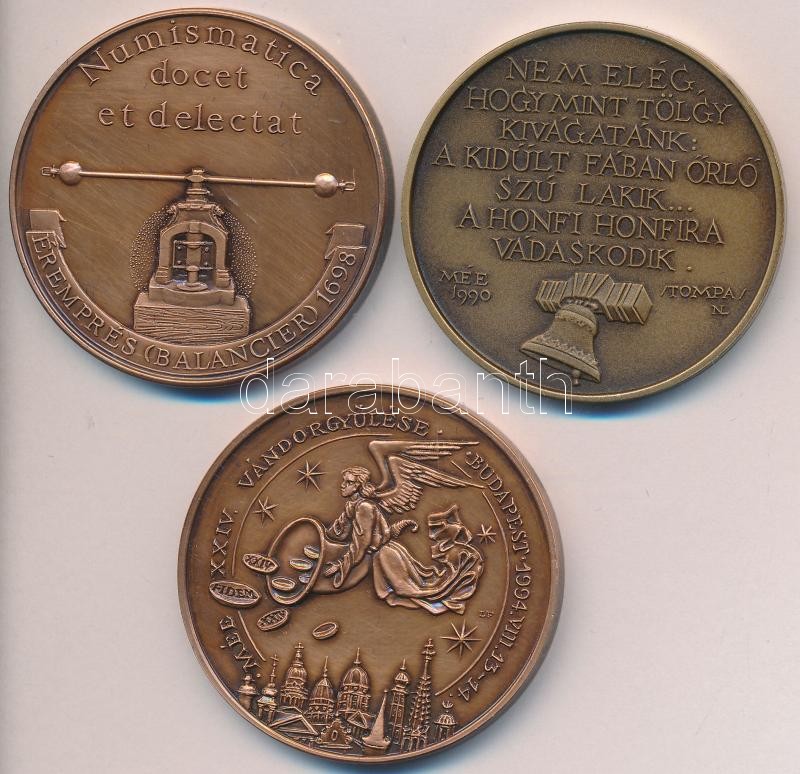 Numismatica
docet
et delectat
ÉREMPRÉS (BALANCIER) 1698
NEM ELÉG,
HOGY MINT TÖLGY
KIVÁGATÁNK:
A KIDŰLT FÁBAN ŐRLŐ
SZÚ LAKIK...
A HONFI HONFIRA
VÁDASKODIK.
MÉE
1990
/TOMPA/
darabanth
·MÉE XXIV. VÁNDORGYŰLÉSE·
·BUDAPEST·1994.VIII.13-14.